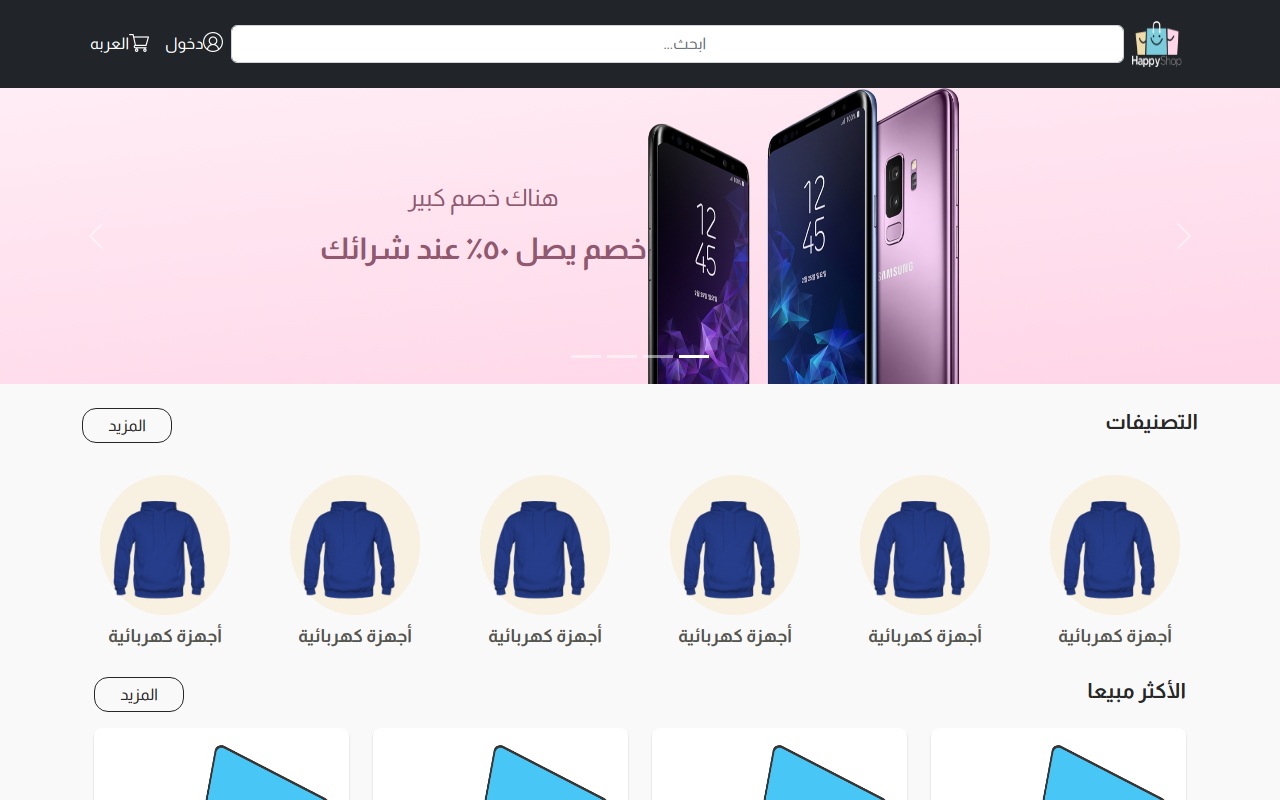 HappyShop
ابحث...
دخول
العربه
هناك خصم كبير
خصم يصل ٥٠٪ عند شرائك
12
45
12
45
SAMSUNG
التصنيفات
المزيد
أجهزة كهربائية
أجهزة كهربائية
أجهزة كهربائية
أجهزة كهربائية
أجهزة كهربائية
أجهزة كهربائية
الأكثر مبيعا
المزيد